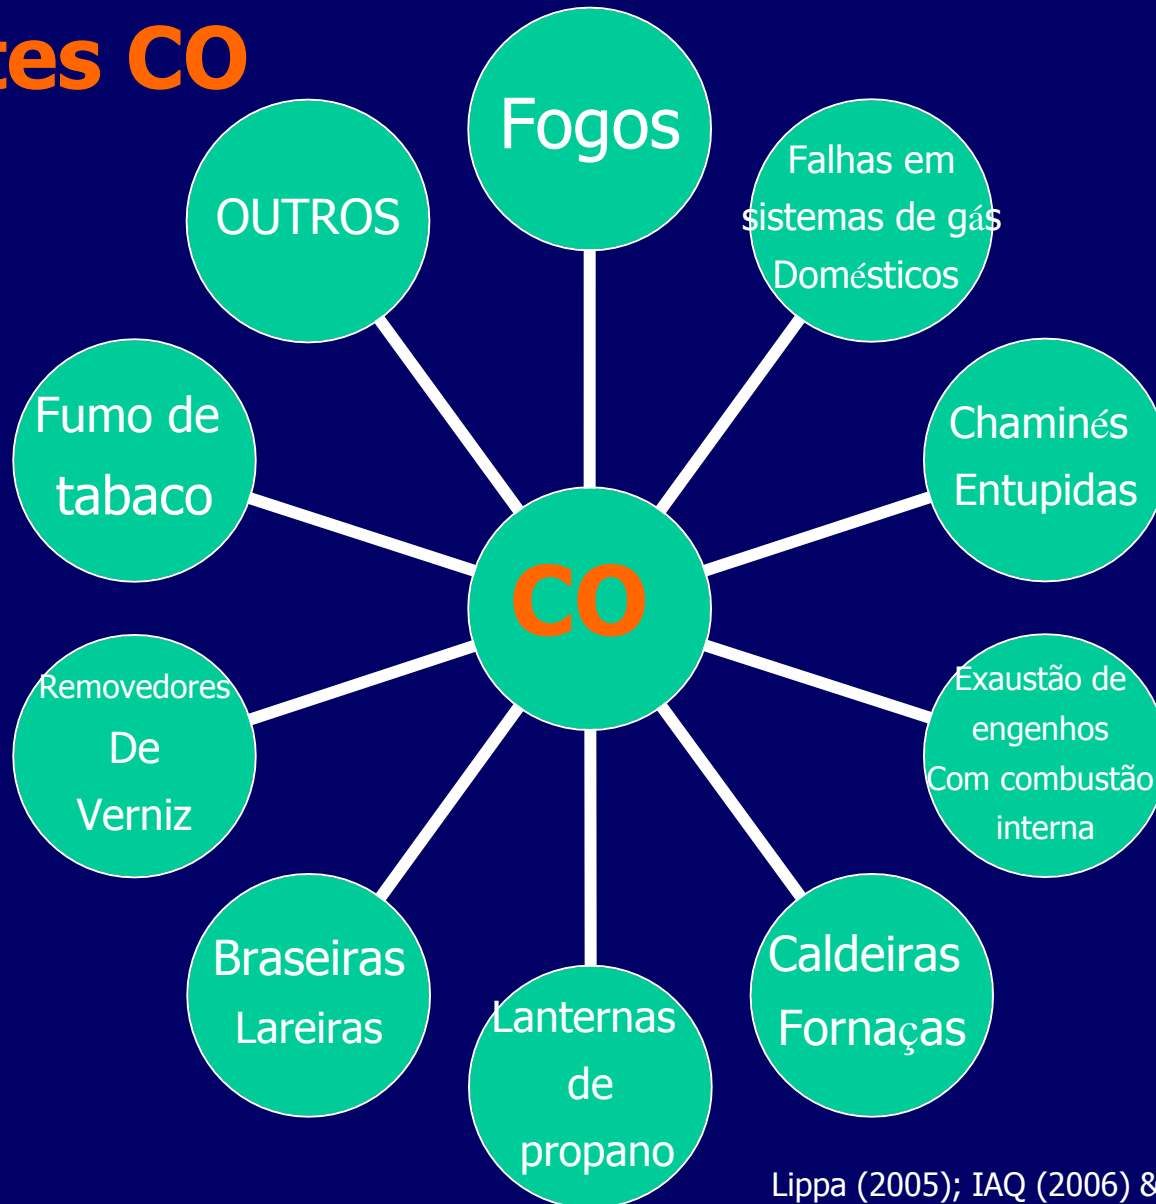 tes CO
Fogos
Falhas em
sistemas de gás
Domésticos
Chaminés
Entupidas
Exaustão de
engenhos
Com combustão
interna
Caldeiras
Fornaças
Lanternas
de
propano
Braseiras
Lareiras
Removedores
De
Verniz
Fumo de
tabaco
OUTROS
CO
Lippa (2005); IAQ (2006) &